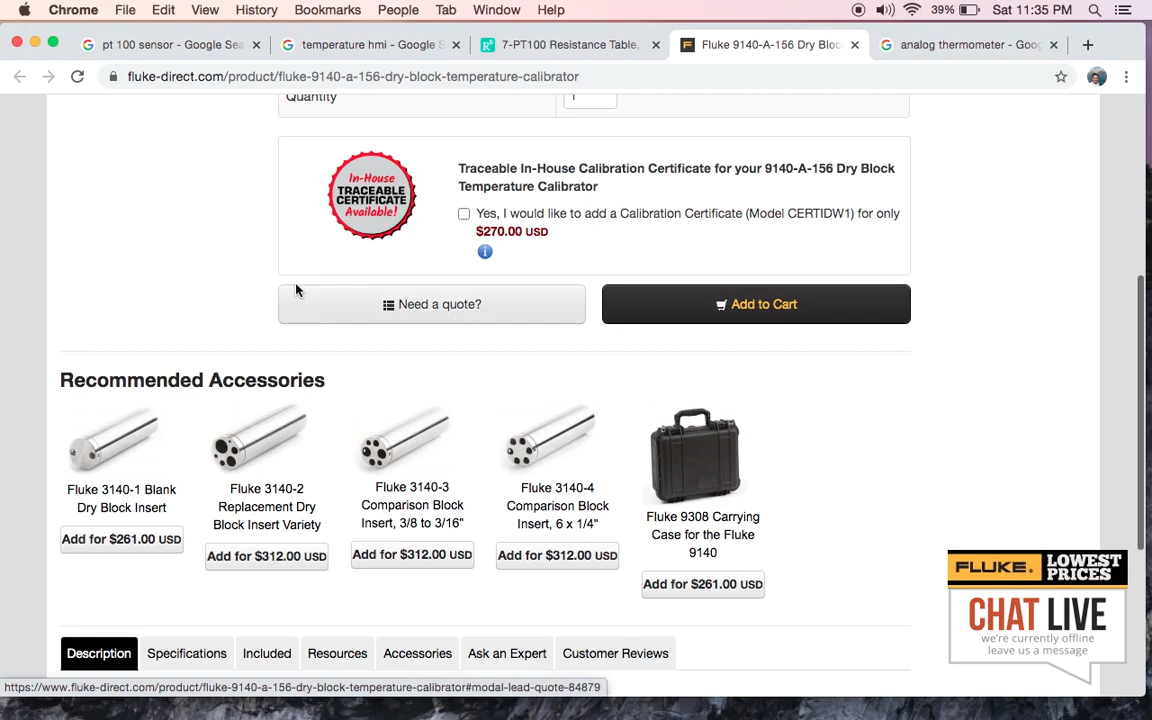 Chrome File Edit View History Bookmarks People Tab Window Help 39% Sat 11:35 PM
pt 100 sensor - Google Sea × temperature hmi - Google S × 7-PT100 Resistance Table, × Fluke 9140-A-156 Dry Bloc × analog thermometer - Goog × +
fluke-direct.com/product/fluke-9140-a-156-dry-block-temperature-calibrator
Quantity 1
In-House
TRACEABLE
CERTIFICATE
Available!
Traceable In-House Calibration Certificate for your 9140-A-156 Dry Block
Temperature Calibrator
Yes, I would like to add a Calibration Certificate (Model CERTIDW1) for only
$270.00 USD
i
Need a quote? Add to Cart
Recommended Accessories
Fluke 3140-1 Blank
Dry Block Insert
Add for $261.00 USD
Fluke 3140-2
Replacement Dry
Block Insert Variety
Add for $312.00 USD
Fluke 3140-3
Comparison Block
Insert, 3/8 to 3/16"
Add for $312.00 USD
Fluke 3140-4
Comparison Block
Insert, 6 x 1/4"
Add for $312.00 USD
Fluke 9308 Carrying
Case for the Fluke
9140
Add for $261.00 USD
FLUKE. LOWEST
PRICES
CHAT LIVE
we're currently offline
leave us a message
Description Specifications Included Resources Accessories Ask an Expert Customer Reviews
https://www.fluke-direct.com/product/fluke-9140-a-156-dry-block-temperature-calibrator#modal-lead-quote-84879